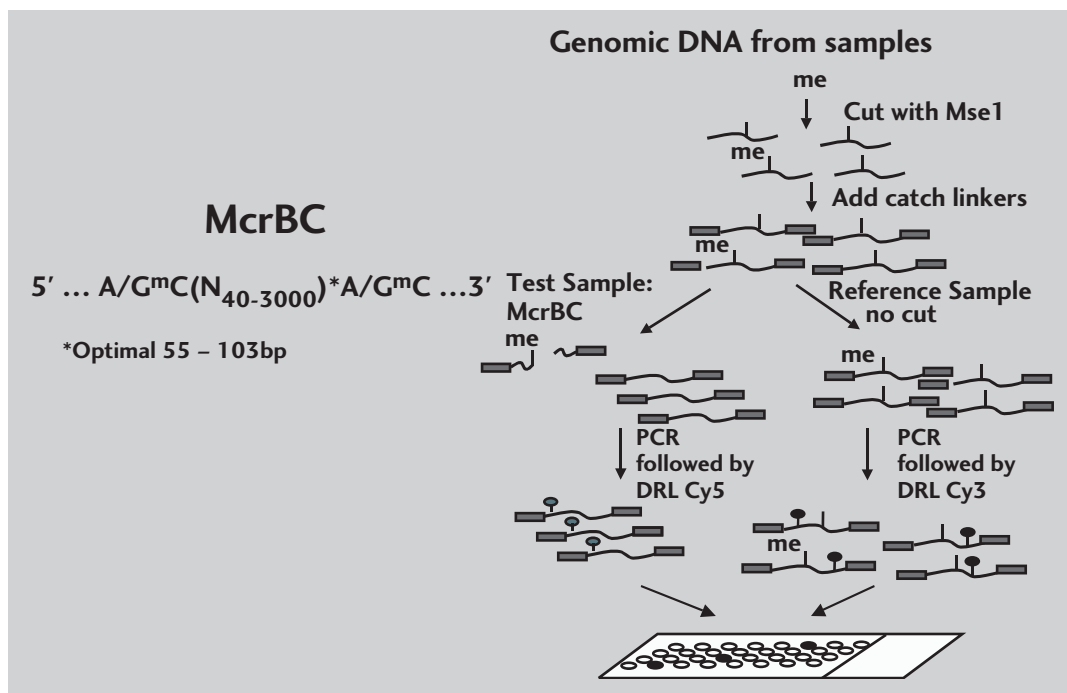 Genomic DNA from samples
me
Cut with Mse1
me
Add catch linkers
me
McrBC
5′ ... A/GᵐC(N₄₀₋₃₀₀₀)*A/GᵐC ...3′
*Optimal 55 – 103bp
Test Sample:
McrBC
me
Reference Sample
no cut
me
PCR
followed by
DRL Cy5
PCR
followed by
DRL Cy3
me